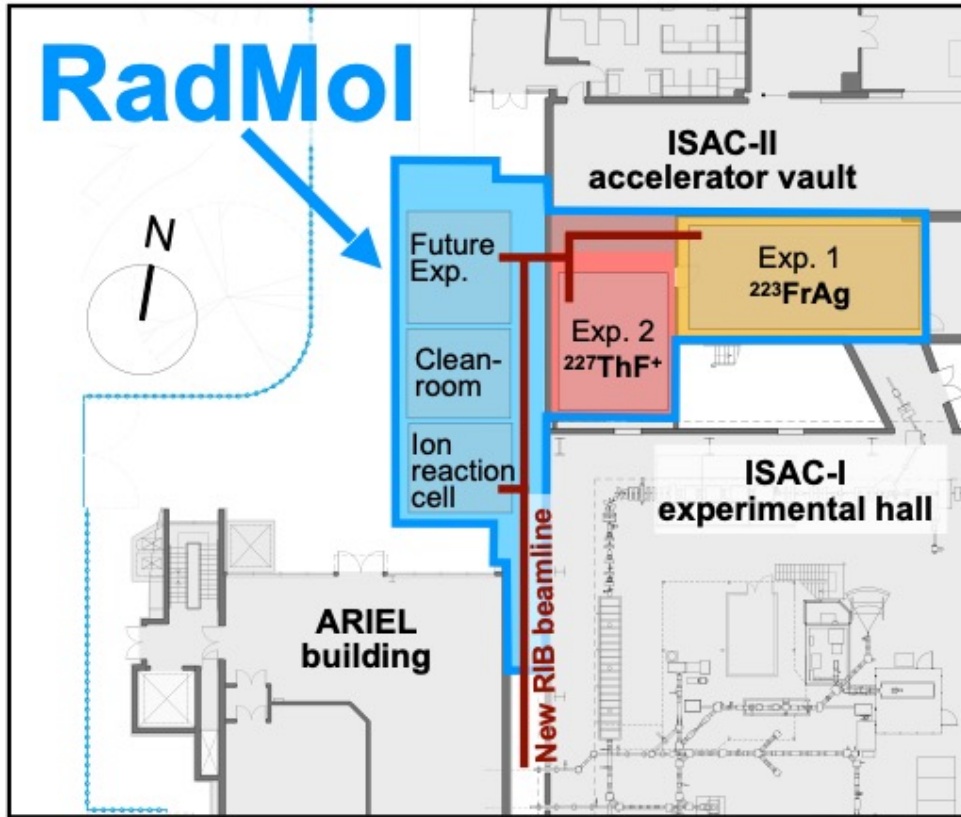 RadMol
N
ISAC-II
accelerator vault
Future
Exp.
Exp. 1
²²³FrAg
Exp. 2
²²⁷ThF⁺
Clean-
room
Ion
reaction
cell
ISAC-I
experimental hall
New RIB beamline
ARIEL
building